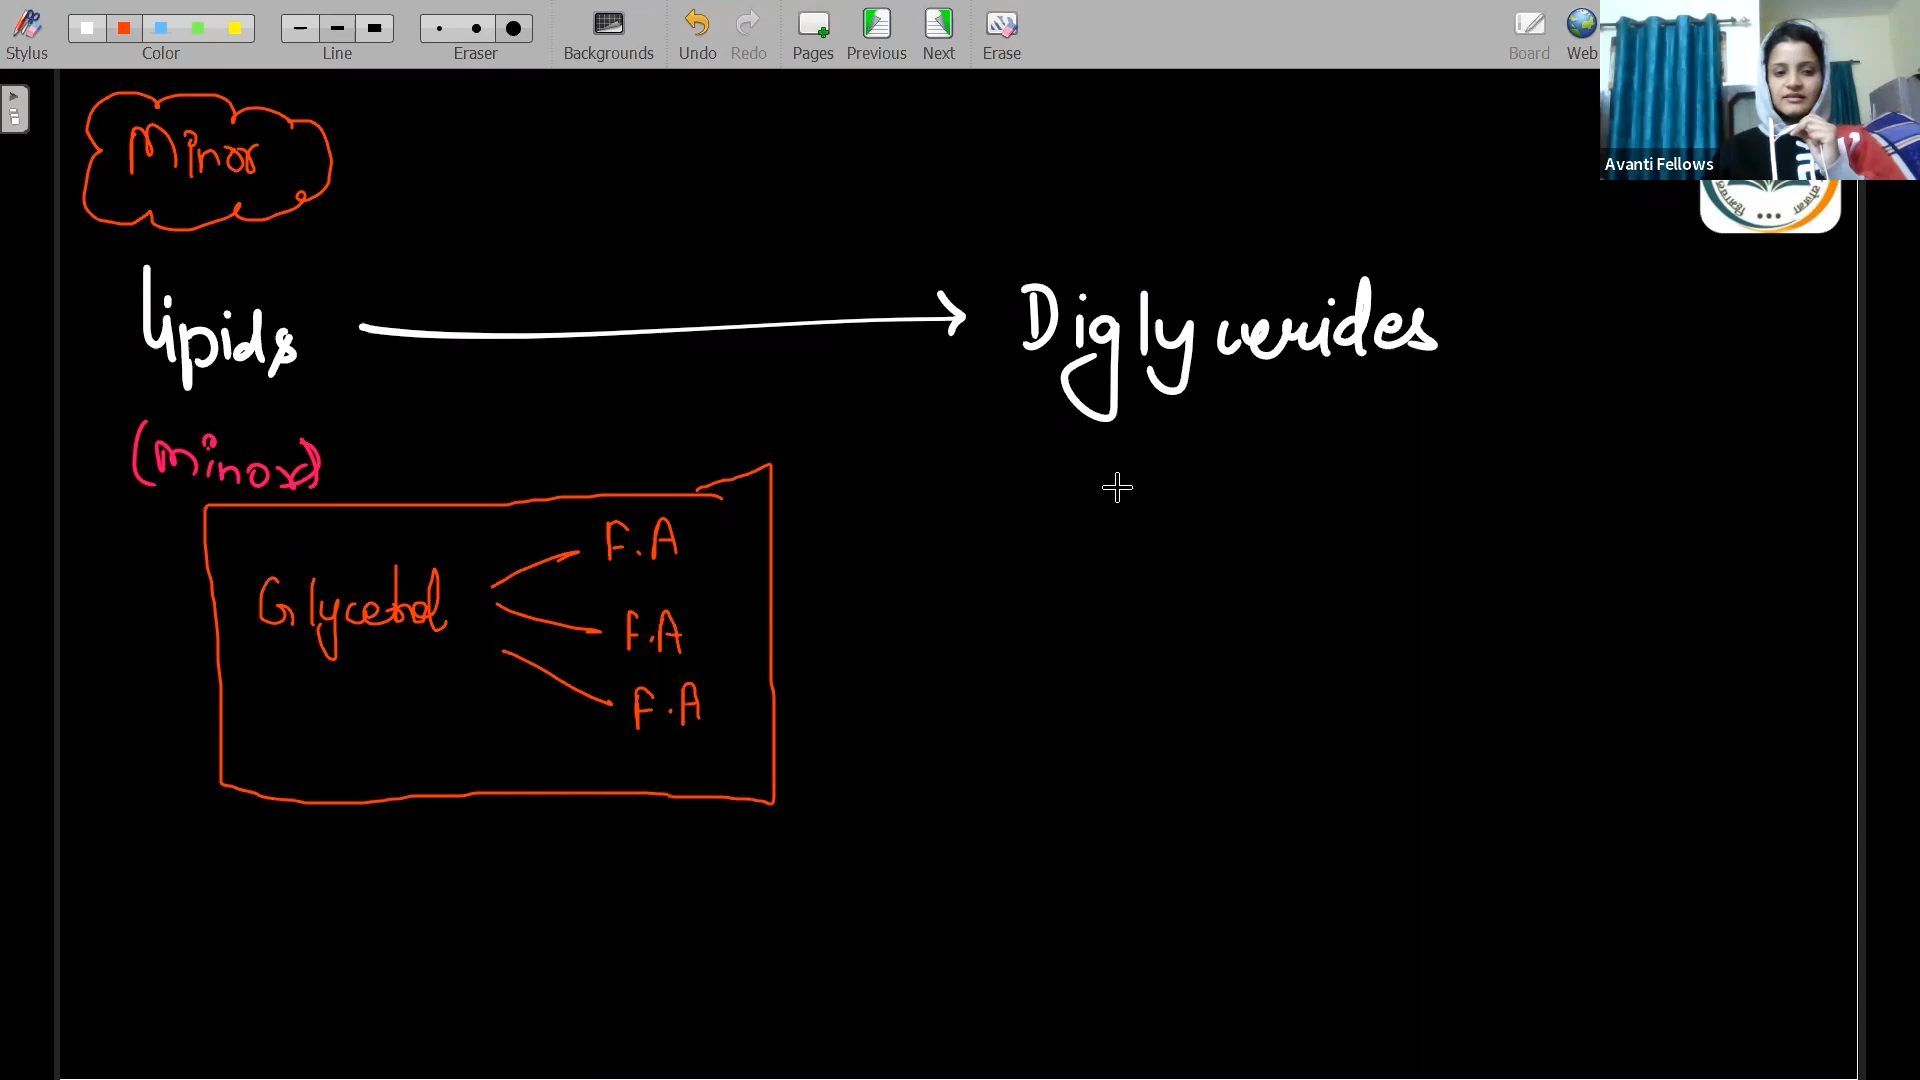 Stylus Color Line Eraser Backgrounds Undo Redo Pages Previous Next Erase Board Web
Avanti Fellows
Minor
lipids → Diglycerides
(Minor)
F.A
Glycerol
F.A
F.A